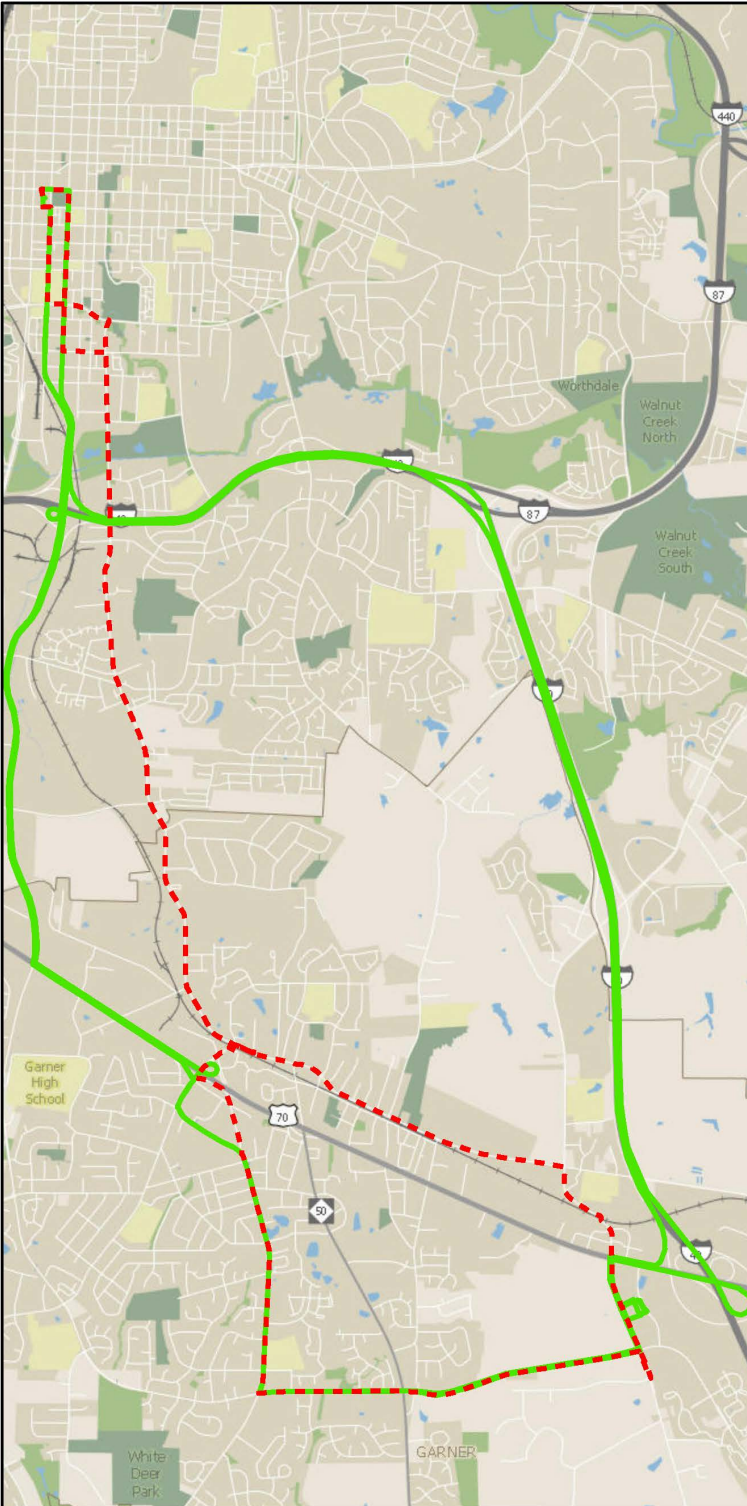 440
87
Worthdale
Walnut
Creek
North
87
Walnut
Creek
South
Garner
High
School
70
50
GARNER
White
Deer
Park